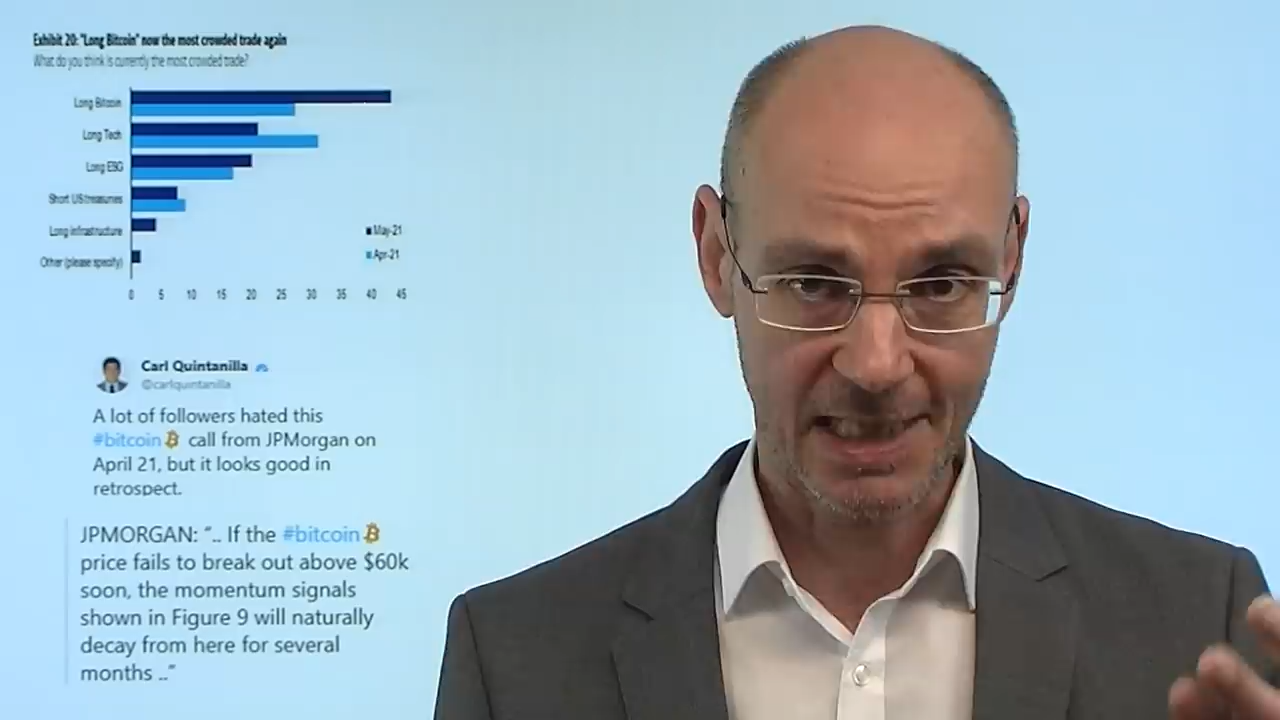 Exhibit 20: "Long Bitcoin" now the most crowded trade again
What do you think is currently the most crowded trade?
Long Bitcoin
Long Tech
Long ESG
Short US treasuries
Long infrastructure
Other (please specify)
May-21
Apr-21
0 5 10 15 20 25 30 35 40 45
Carl Quintanilla
@carlquintanilla
A lot of followers hated this
#bitcoin call from JPMorgan on
April 21, but it looks good in
retrospect.
JPMORGAN: “.. If the #bitcoin
price fails to break out above $60k
soon, the momentum signals
shown in Figure 9 will naturally
decay from here for several
months ..”